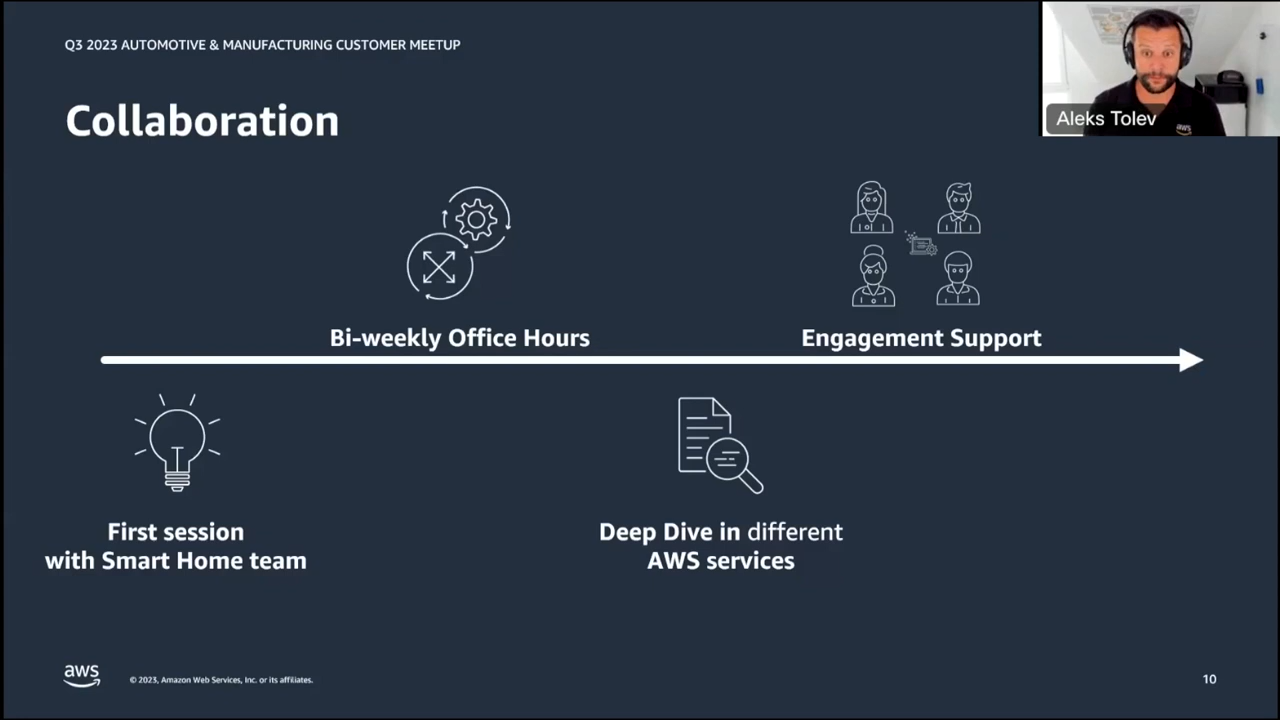 Q3 2023 AUTOMOTIVE & MANUFACTURING CUSTOMER MEETUP
Collaboration
Aleks Tolev
aws
Bi-weekly Office Hours
Engagement Support
First session
with Smart Home team
Deep Dive in different
AWS services
aws
© 2023, Amazon Web Services, Inc. or its affiliates.
10